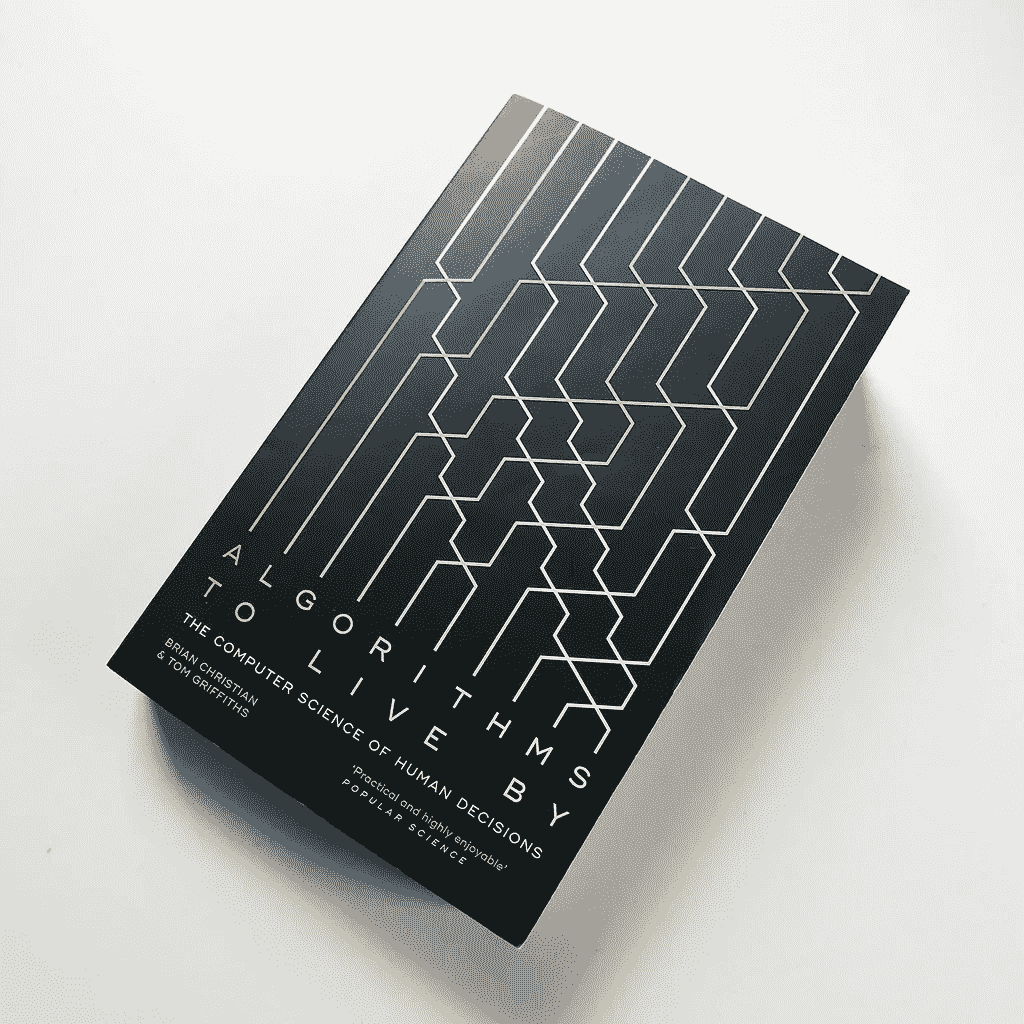 ALGORITHMS
TO LIVE BY
THE COMPUTER SCIENCE OF HUMAN DECISIONS
BRIAN CHRISTIAN
& TOM GRIFFITHS
'Practical and highly enjoyable'
POPULAR SCIENCE